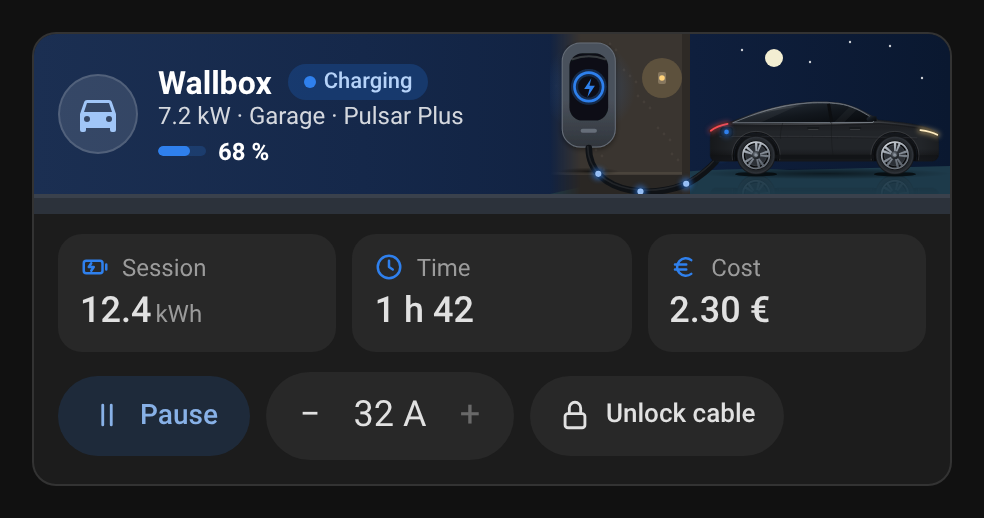 Wallbox
Charging
7.2 kW · Garage · Pulsar Plus
68 %
Session
12.4 kWh
Time
1 h 42
Cost
2.30 €
Pause
− 32 A +
Unlock cable